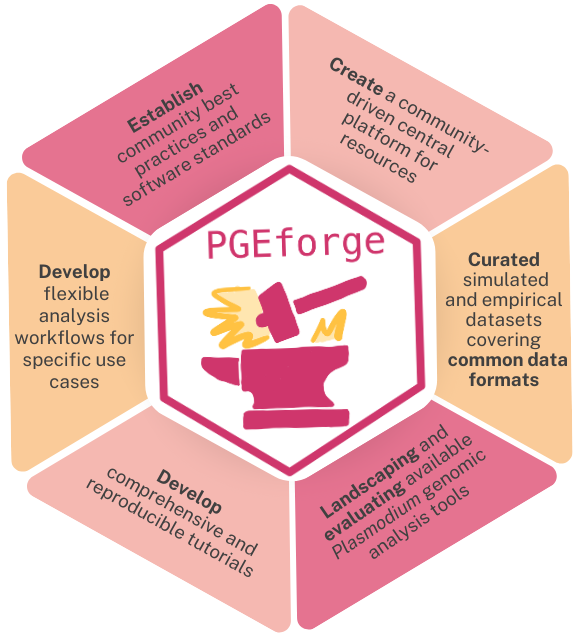 Establish
community best
practices and
software standards
Create a community-
driven central
platform for
resources
PGEforge
Develop
flexible
analysis
workflows for
specific use
cases
Curated
simulated
and empirical
datasets
covering
common data
formats
Develop
comprehensive and
reproducible tutorials
Landscaping and
evaluating available
Plasmodium genomic
analysis tools